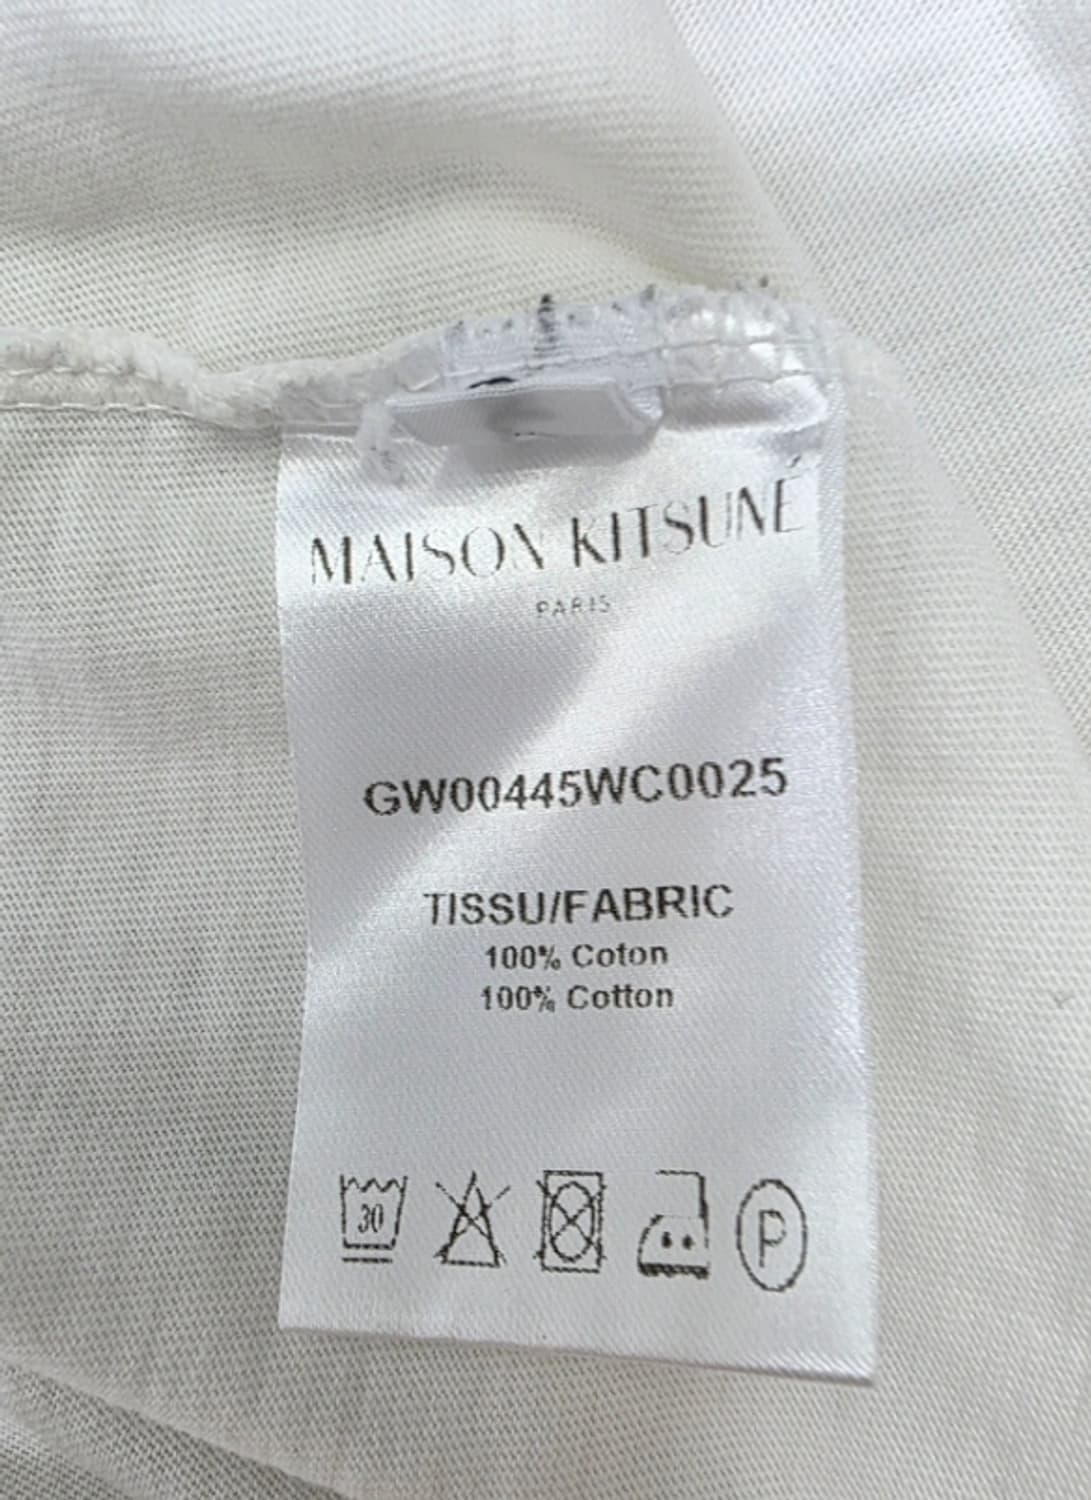 MAISON KITSUNÉ
PARIS
GW00445WC0025
TISSU/FABRIC
100% Coton
100% Cotton
30
P